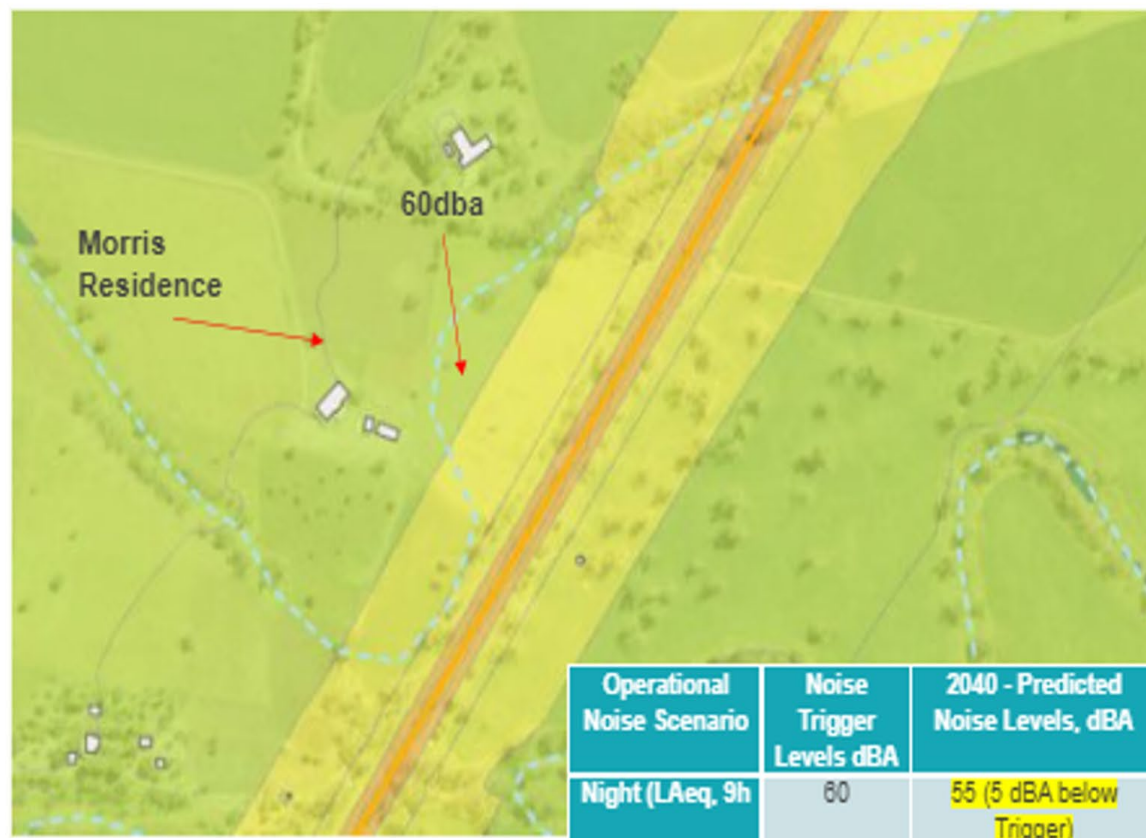 60dba
Morris
Residence
Operational
Noise Scenario
Noise
Trigger
Levels dBA
2040 - Predicted
Noise Levels, dBA
Night (LAeq, 9h
60
55 (5 dBA below
Trigger)